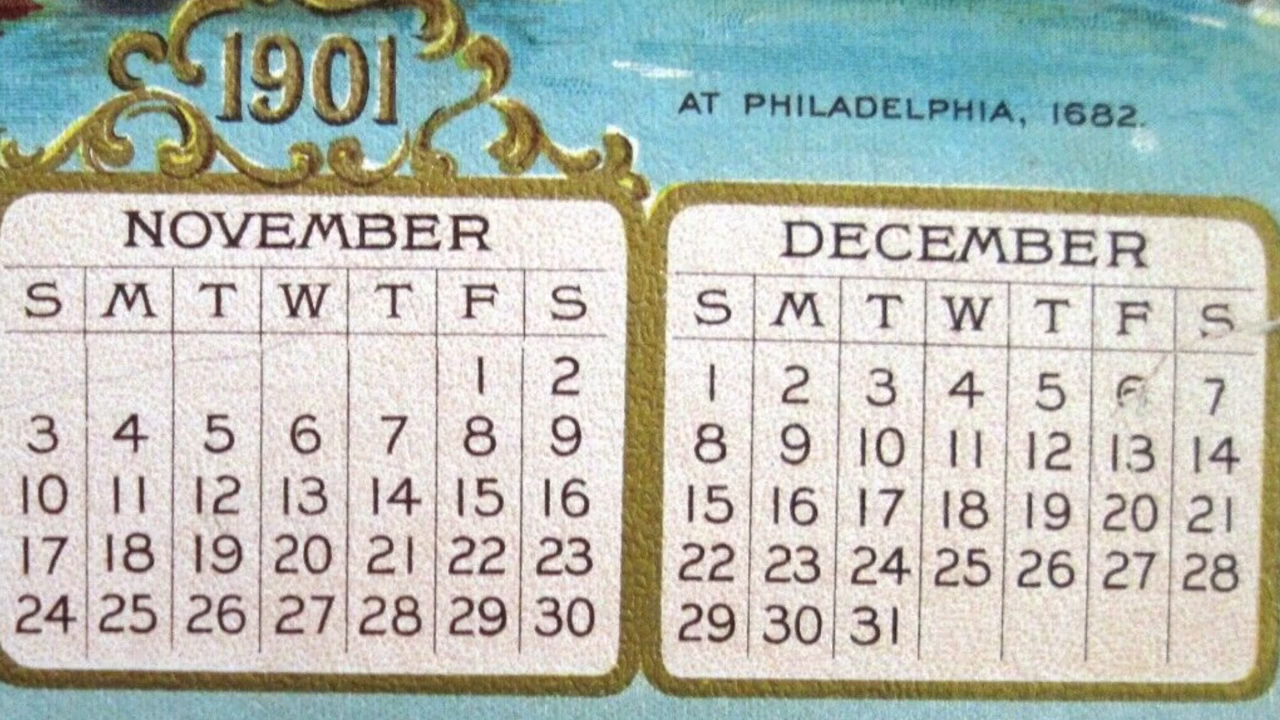 1901
AT PHILADELPHIA, 1682.
NOVEMBER
S M T W T F S
1 2
3 4 5 6 7 8 9
10 11 12 13 14 15 16
17 18 19 20 21 22 23
24 25 26 27 28 29 30
DECEMBER
S M T W T F S
1 2 3 4 5 6 7
8 9 10 11 12 13 14
15 16 17 18 19 20 21
22 23 24 25 26 27 28
29 30 31